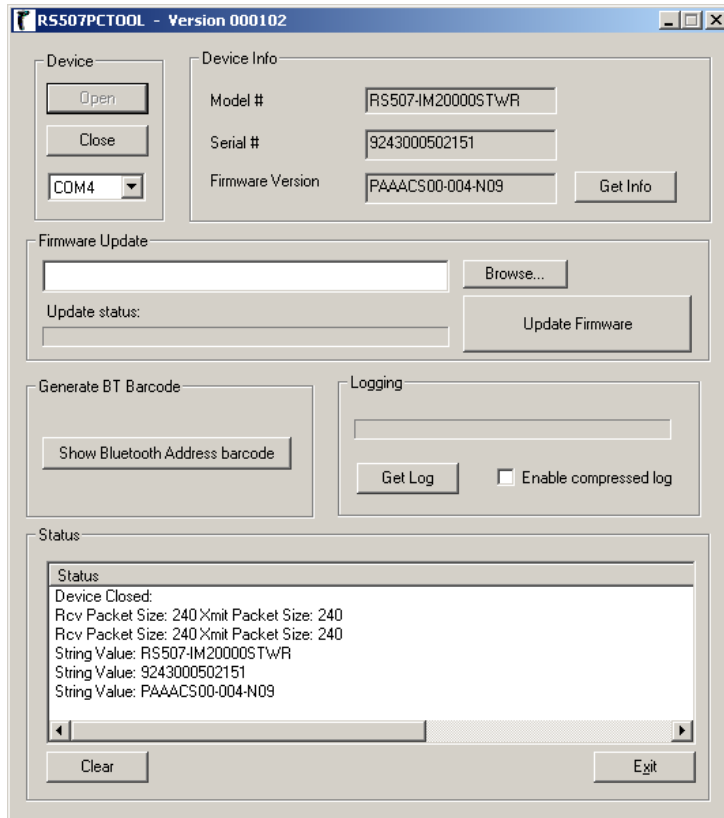 RS507PCTOOL - Version 000102
Device
Open
Close
COM4
Device Info
Model #
RS507-IM20000STWR
Serial #
9243000502151
Firmware Version
PAAACS00-004-N09
Get Info
Firmware Update
Browse...
Update status:
Update Firmware
Generate BT Barcode
Show Bluetooth Address barcode
Logging
Get Log
Enable compressed log
Status
Status
Device Closed:
Rcv Packet Size: 240 Xmit Packet Size: 240
Rcv Packet Size: 240 Xmit Packet Size: 240
String Value: RS507-IM20000STWR
String Value: 9243000502151
String Value: PAAACS00-004-N09
Clear
Exit